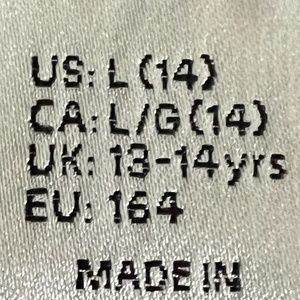 US: L (14)
CA: L/G (14)
UK: 13-14yrs
EU: 164
MADE IN